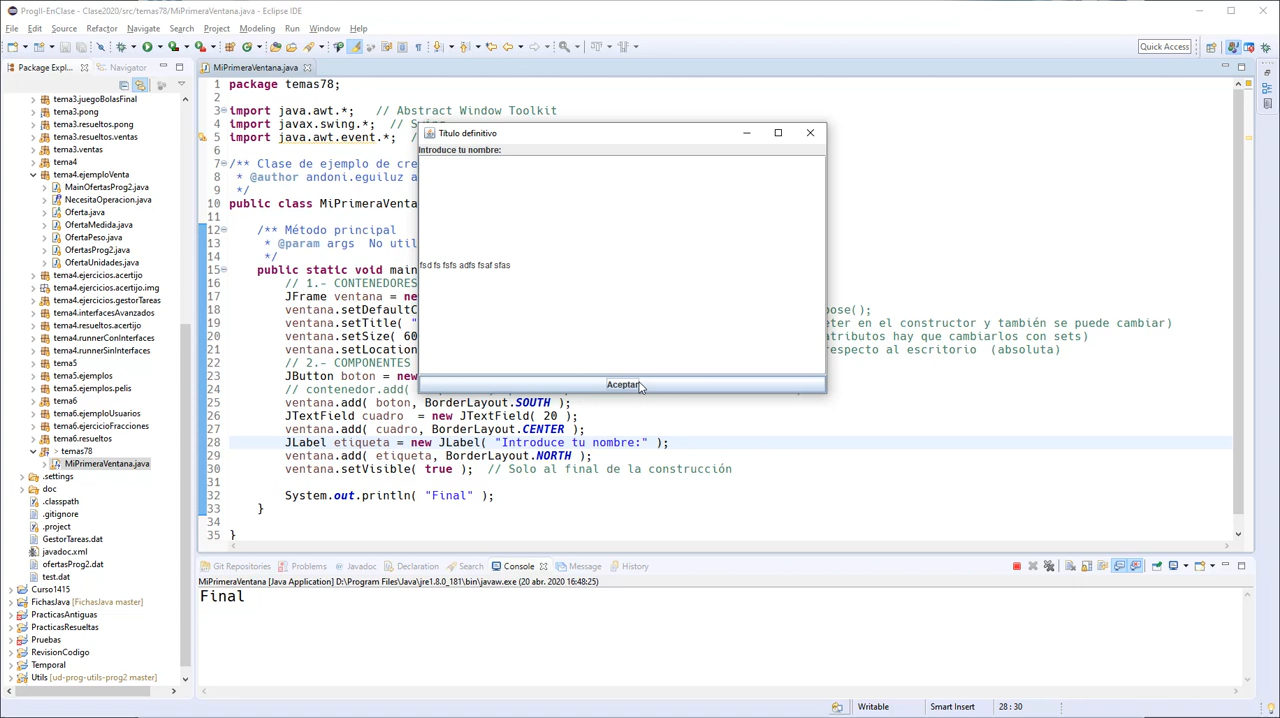 ProgII-EnClase - Clase2020/src/temas78/MiPrimeraVentana.java - Eclipse IDE
File Edit Source Refactor Navigate Search Project Modeling Run Window Help
Quick Access
Package Expl...
Navigator
tema3.juegoBolasFinal
tema3.pong
tema3.resueltos.pong
tema3.resueltos.ventas
tema3.ventas
tema4
tema4.ejemploVenta
MainOfertasProg2.java
NecesitaOperacion.java
Oferta.java
OfertaMedida.java
OfertaPeso.java
OfertasProg2.java
OfertaUnidades.java
tema4.ejercicios.acertijo
tema4.ejercicios.acertijo.img
tema4.ejercicios.gestorTareas
tema4.interfacesAvanzados
tema4.resueltos.acertijo
tema4.runnerConInterfaces
tema4.runnerSinInterfaces
tema5
tema5.ejemplos
tema5.ejemplos.pelis
tema6
tema6.ejemploUsuarios
tema6.ejercicioFracciones
tema6.resueltos
> temas78
MiPrimeraVentana.java
.settings
doc
.classpath
.gitignore
.project
GestorTareas.dat
javadoc.xml
ofertasProg2.dat
test.dat
Curso1415
FichasJava [FichasJava master]
PracticasAntiguas
PracticasResueltas
Pruebas
RevisionCodigo
Temporal
Utils [ud-prog-utils-prog2 master]
MiPrimeraVentana.java
1 package temas78;
2
3 import java.awt.*; // Abstract Window Toolkit
4 import javax.swing.*; // S
5 import java.awt.event.*; //
6
7 /** Clase de ejemplo de cre
8 * @author andoni.eguiluz a
9 */
10 public class MiPrimeraVenta
11
12 /** Método principal
13 * @param args No util
14 */
15 public static void main
16 // 1.- CONTENEDORES
17 JFrame ventana = ne
18 ventana.setDefaultC pose();
19 ventana.setTitle( " eter en el constructor y también se puede cambiar)
20 ventana.setSize( 60 atributos hay que cambiarlos con sets)
21 ventana.setLocation respecto al escritorio (absoluta)
22 // 2.- COMPONENTES
23 JButton boton = new
24 // contenedor.add(
25 ventana.add( boton, BorderLayout.SOUTH );
26 JTextField cuadro = new JTextField( 20 );
27 ventana.add( cuadro, BorderLayout.CENTER );
28 JLabel etiqueta = new JLabel( "Introduce tu nombre:" );
29 ventana.add( etiqueta, BorderLayout.NORTH );
30 ventana.setVisible( true ); // Solo al final de la construcción
31
32 System.out.println( "Final" );
33 }
34
35 }
Título definitivo
Introduce tu nombre:
fsd fs fsfs adfs fsaf sfas
Aceptar
Git Repositories Problems Javadoc Declaration Search Console Message History
MiPrimeraVentana [Java Application] D:\Program Files\Java\jre1.8.0_181\bin\javaw.exe (20 abr. 2020 16:48:25)
Final
Writable Smart Insert 28 : 30